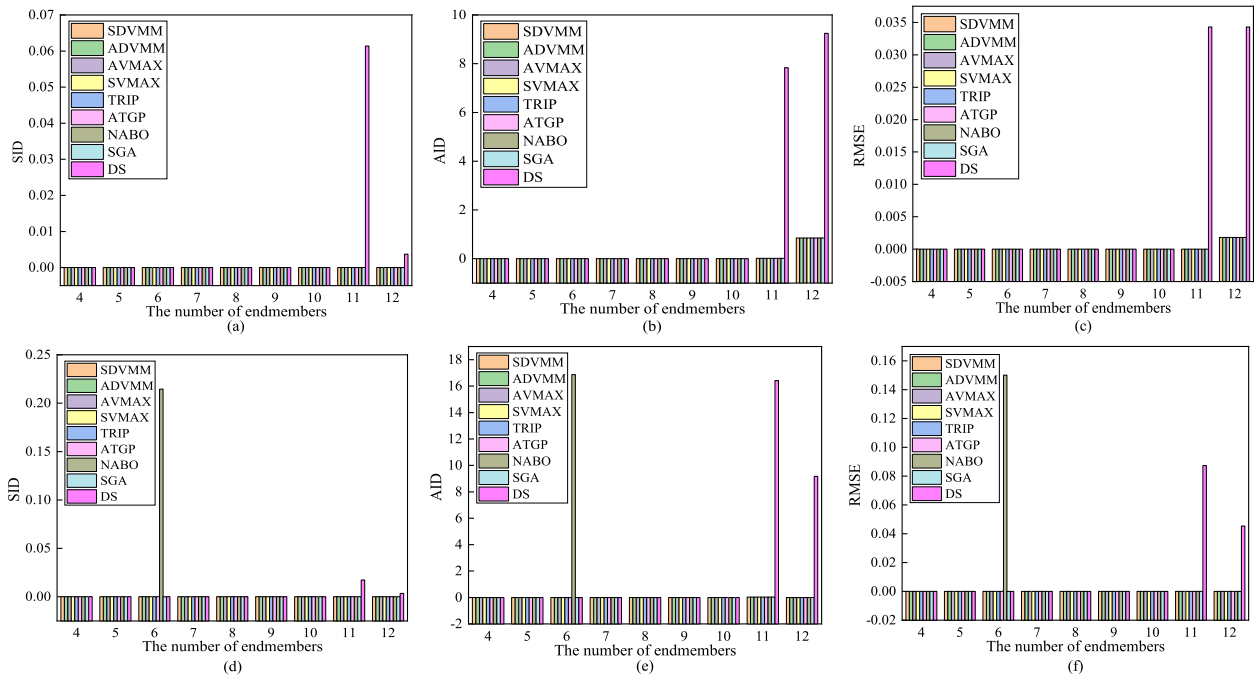 0.07
0.06
0.05
0.04
0.03
0.02
0.01
0.00
SID
SDVMM
ADVMM
AVMAX
SVMAX
TRIP
ATGP
NABO
SGA
DS
4 5 6 7 8 9 10 11 12
The number of endmembers
(a)
10
8
6
4
2
0
AID
SDVMM
ADVMM
AVMAX
SVMAX
TRIP
ATGP
NABO
SGA
DS
4 5 6 7 8 9 10 11 12
The number of endmembers
(b)
0.035
0.030
0.025
0.020
0.015
0.010
0.005
0.000
-0.005
RMSE
SDVMM
ADVMM
AVMAX
SVMAX
TRIP
ATGP
NABO
SGA
DS
4 5 6 7 8 9 10 11 12
The number of endmembers
(c)
0.25
0.20
0.15
0.10
0.05
0.00
SID
SDVMM
ADVMM
AVMAX
SVMAX
TRIP
ATGP
NABO
SGA
DS
4 5 6 7 8 9 10 11 12
The number of endmembers
(d)
18
16
14
12
10
8
6
4
2
0
-2
AID
SDVMM
ADVMM
AVMAX
SVMAX
TRIP
ATGP
NABO
SGA
DS
4 5 6 7 8 9 10 11 12
The number of endmembers
(e)
0.16
0.14
0.12
0.10
0.08
0.06
0.04
0.02
0.00
-0.02
RMSE
SDVMM
ADVMM
AVMAX
SVMAX
TRIP
ATGP
NABO
SGA
DS
4 5 6 7 8 9 10 11 12
The number of endmembers
(f)